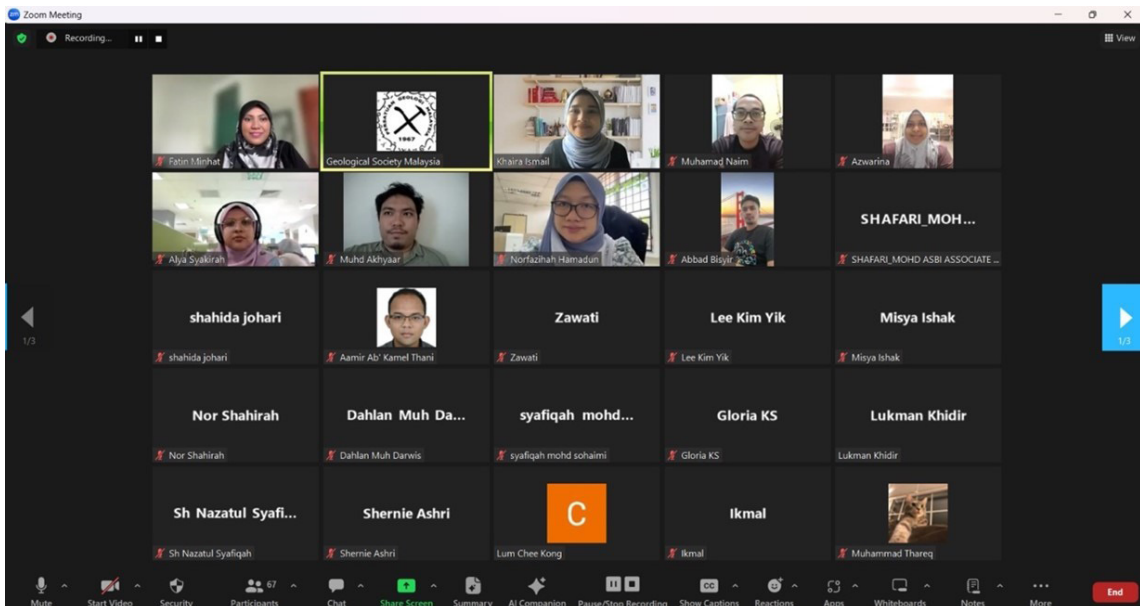 Zoom Meeting
Recording...
View
Fatin Minhat
Geological Society Malaysia
1967
Khaira Ismail
Muhamad Naim
Azwarina
Alya Syakirah
Muhd Akhyaar
Norfazihah Hamadun
Abbad Bisyir
SHAFARI_MOH...
SHAFARI_MOHD ASBI ASSOCIATE ...
shahida johari
shahida johari
Aamir Ab' Kamel Thani
Zawati
Zawati
Lee Kim Yik
Lee Kim Yik
Misya Ishak
Misya Ishak
1/3
1/3
Nor Shahirah
Nor Shahirah
Dahlan Muh Da...
Dahlan Muh Darwis
syafiqah mohd...
syafiqah mohd sohaimi
Gloria KS
Gloria KS
Lukman Khidir
Lukman Khidir
Sh Nazatul Syafi...
Sh Nazatul Syafiqah
Shernie Ashri
Shernie Ashri
C
Lum Chee Kong
Ikmal
Ikmal
Muhammad Thareq
Mute
Start Video
Security
67
Participants
Chat
Share Screen
Summary
AI Companion
Pause/Stop Recording
CC
Show Captions
Reactions
Apps
Whiteboards
Notes
More
End